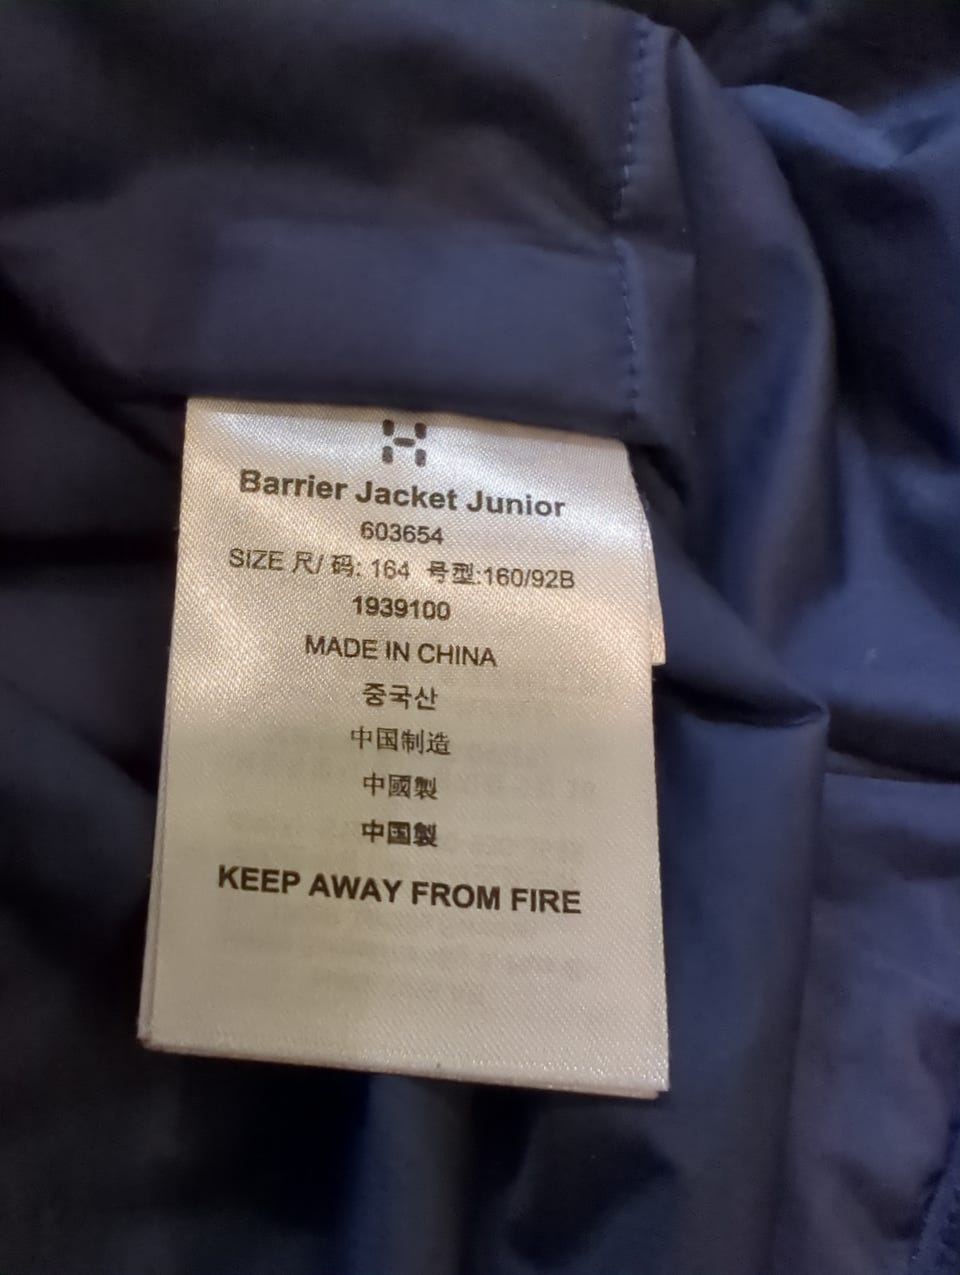 Barrier Jacket Junior
603654
SIZE 尺/ 码: 164 号型:160/92B
1939100
MADE IN CHINA
중국산
中国制造
中國製
中国製
KEEP AWAY FROM FIRE